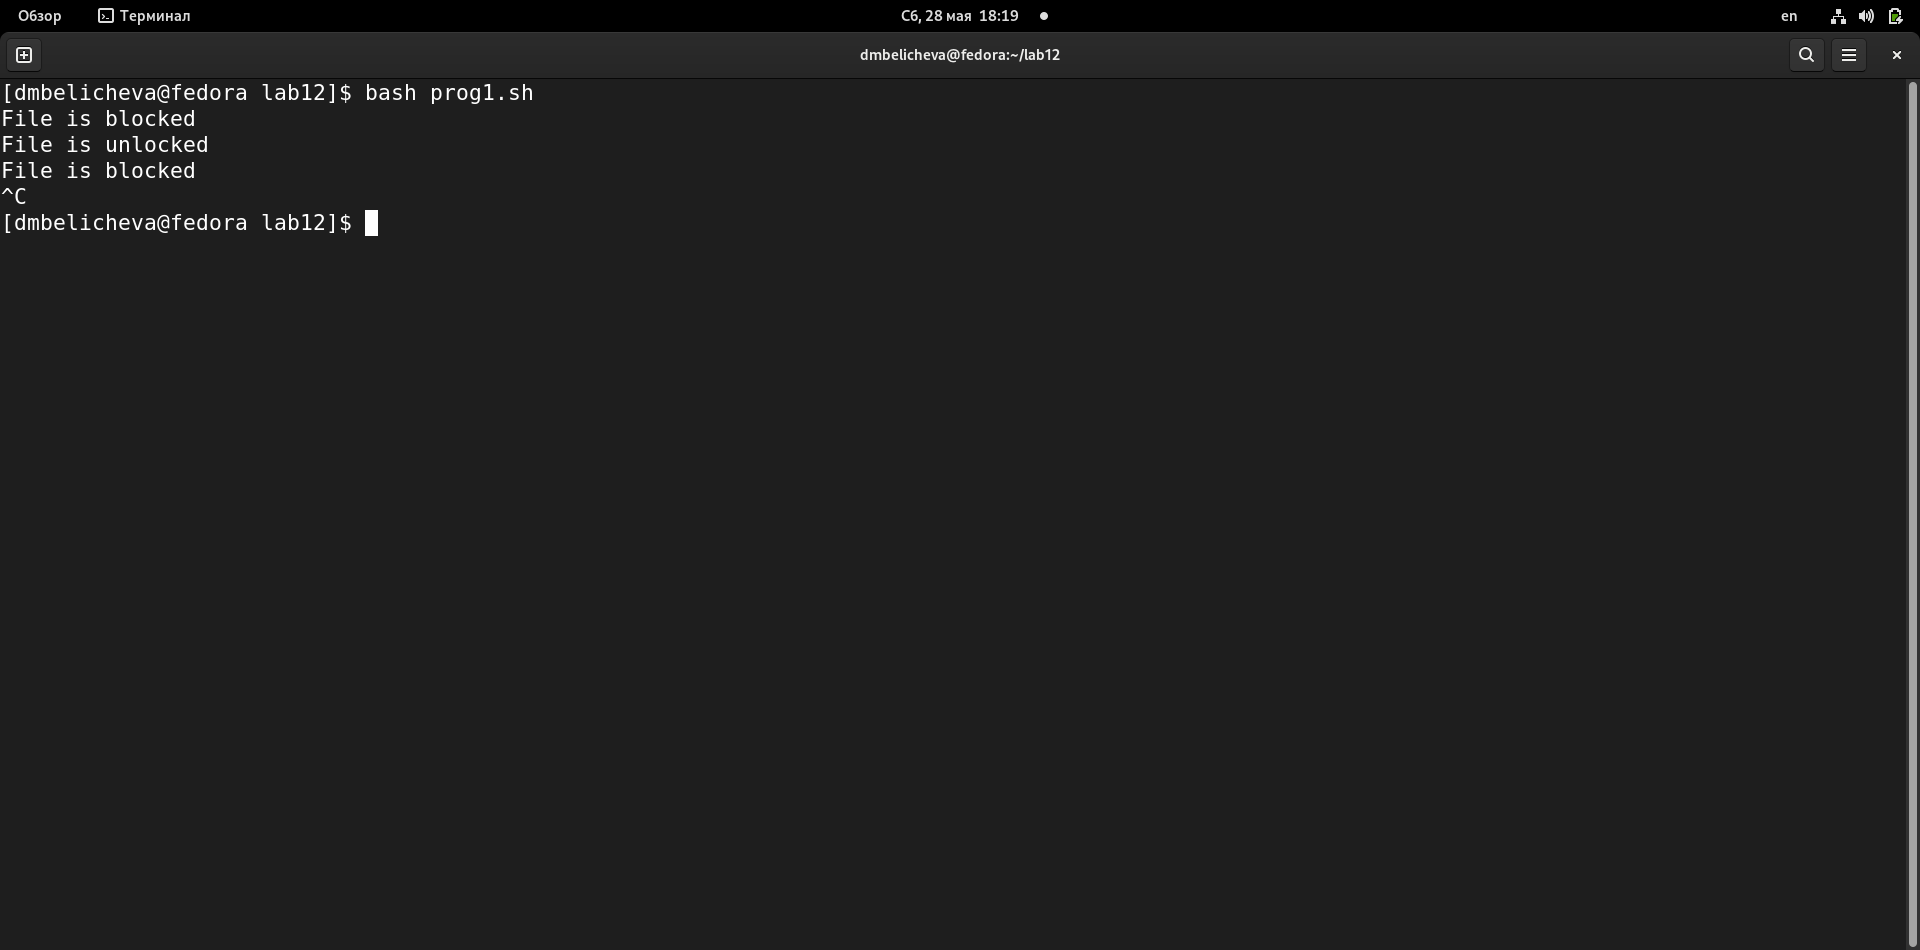 Обзор Терминал Сб, 28 мая 18:19 en
dmbelicheva@fedora:~/lab12
[dmbelicheva@fedora lab12]$ bash prog1.sh
File is blocked
File is unlocked
File is blocked
^C
[dmbelicheva@fedora lab12]$